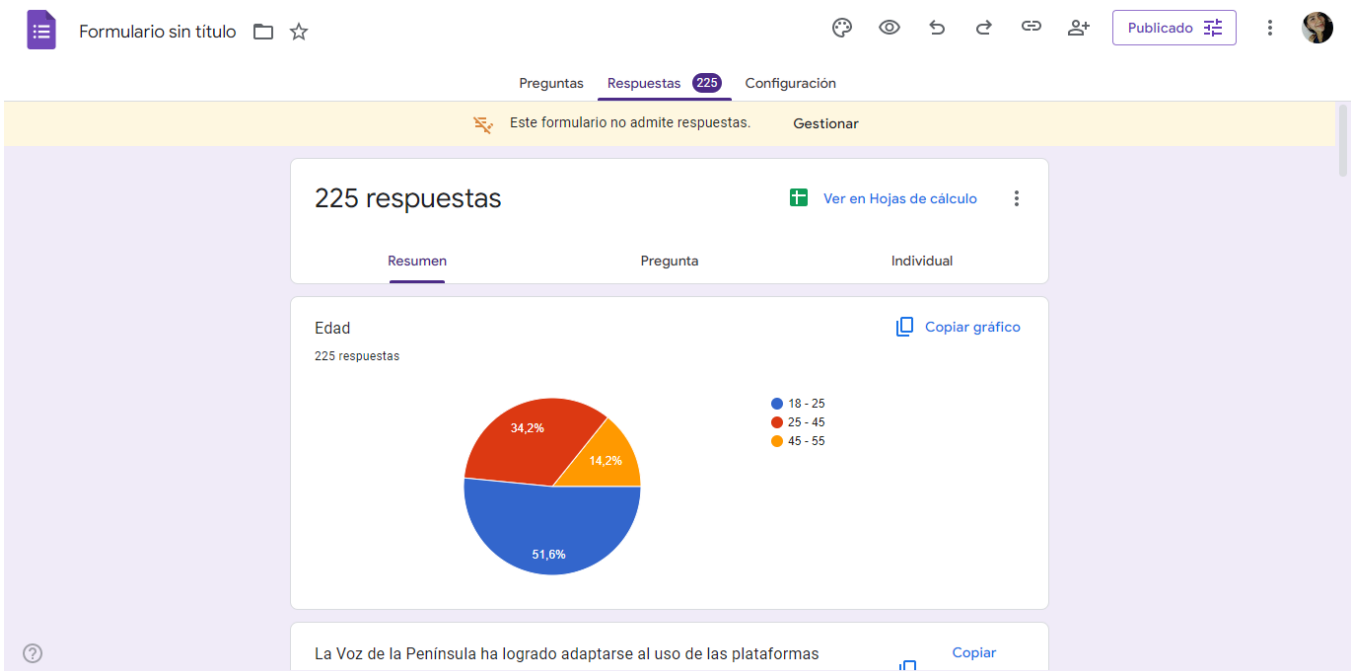 Formulario sin título
Publicado
Preguntas Respuestas 225 Configuración
Este formulario no admite respuestas. Gestionar
225 respuestas
Ver en Hojas de cálculo
Resumen Pregunta Individual
Edad
Copiar gráfico
225 respuestas
18 - 25
25 - 45
45 - 55
34,2%
14,2%
51,6%
La Voz de la Península ha logrado adaptarse al uso de las plataformas
Copiar